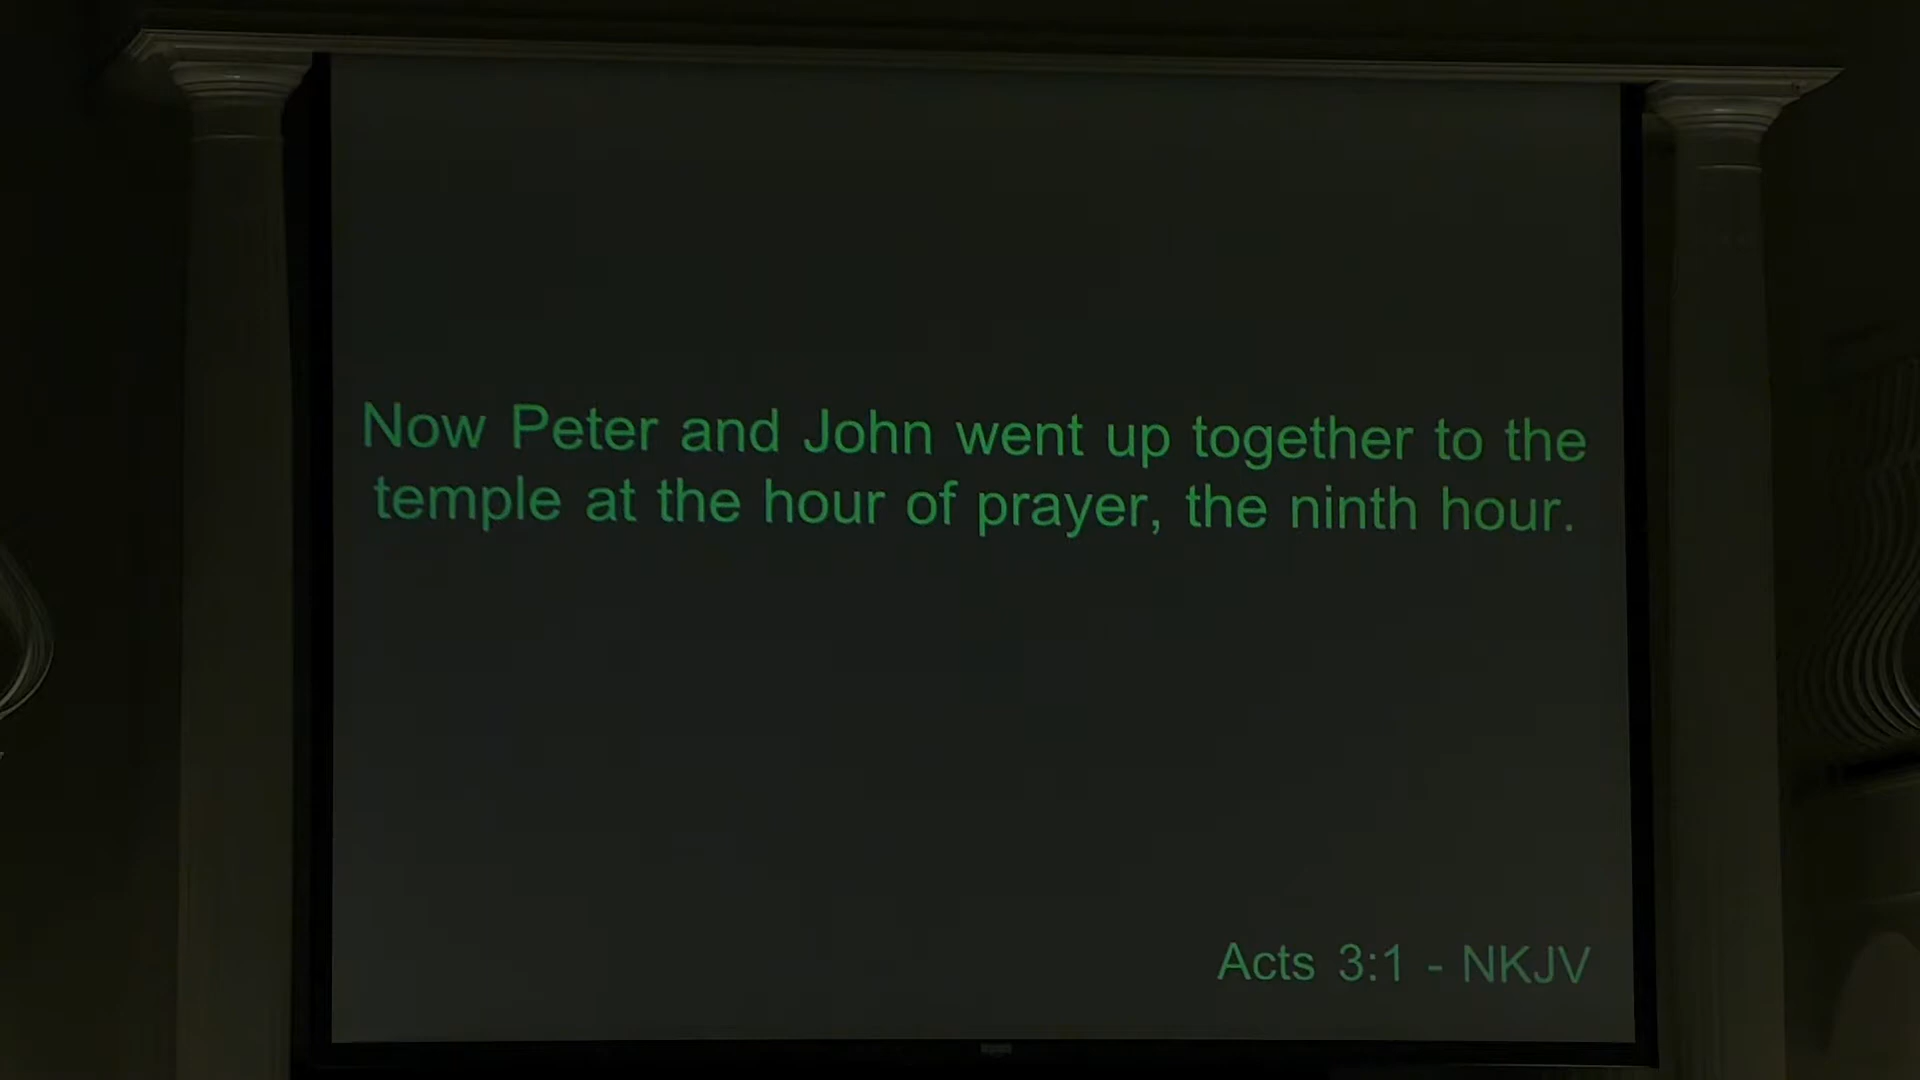 Now Peter and John went up together to the
temple at the hour of prayer, the ninth hour.
Acts 3:1 - NKJV